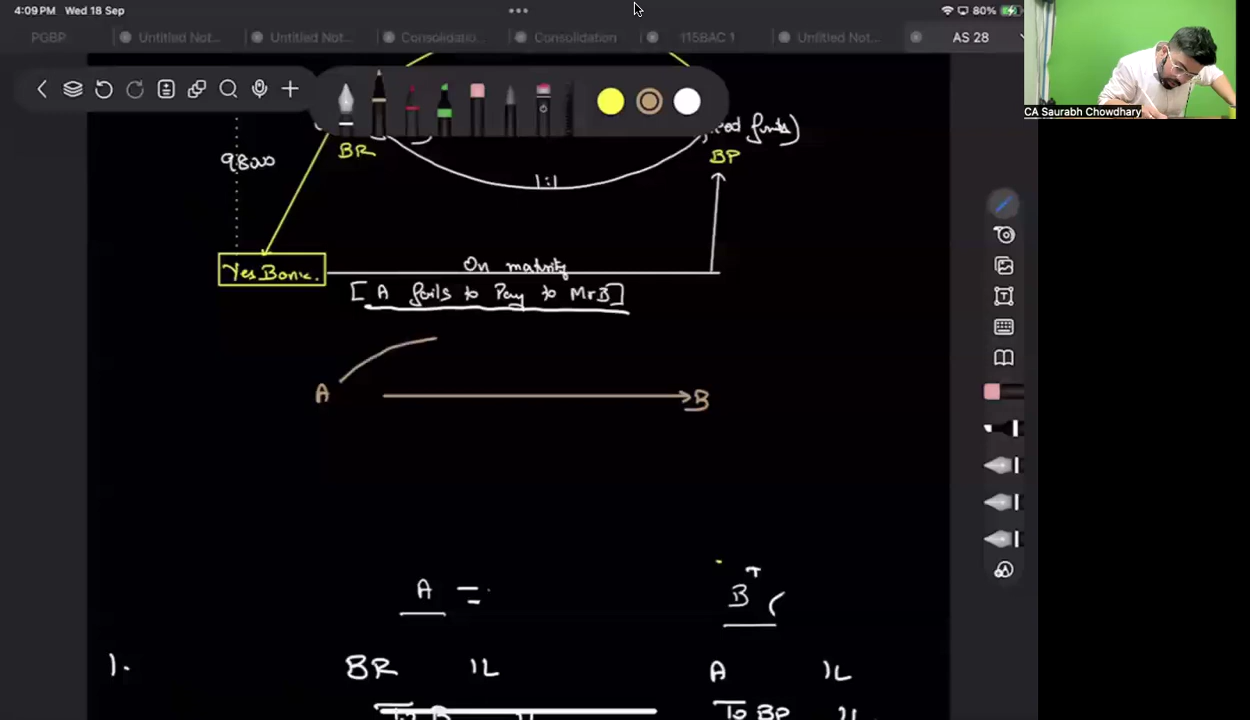 4:09 PM Wed 18 Sep
80%
PGBP
Untitled Not...
Untitled Not...
Consolidatio...
Consolidation
115BAC 1
Untitled Not...
AS 28
CA Saurabh Chowdhary
BR
BP
1:1
Yes Bank.
On maturity
[A fails to Pay to Mr B]
A
B
A =
B
1.
BR 1L
A 1L
To BP